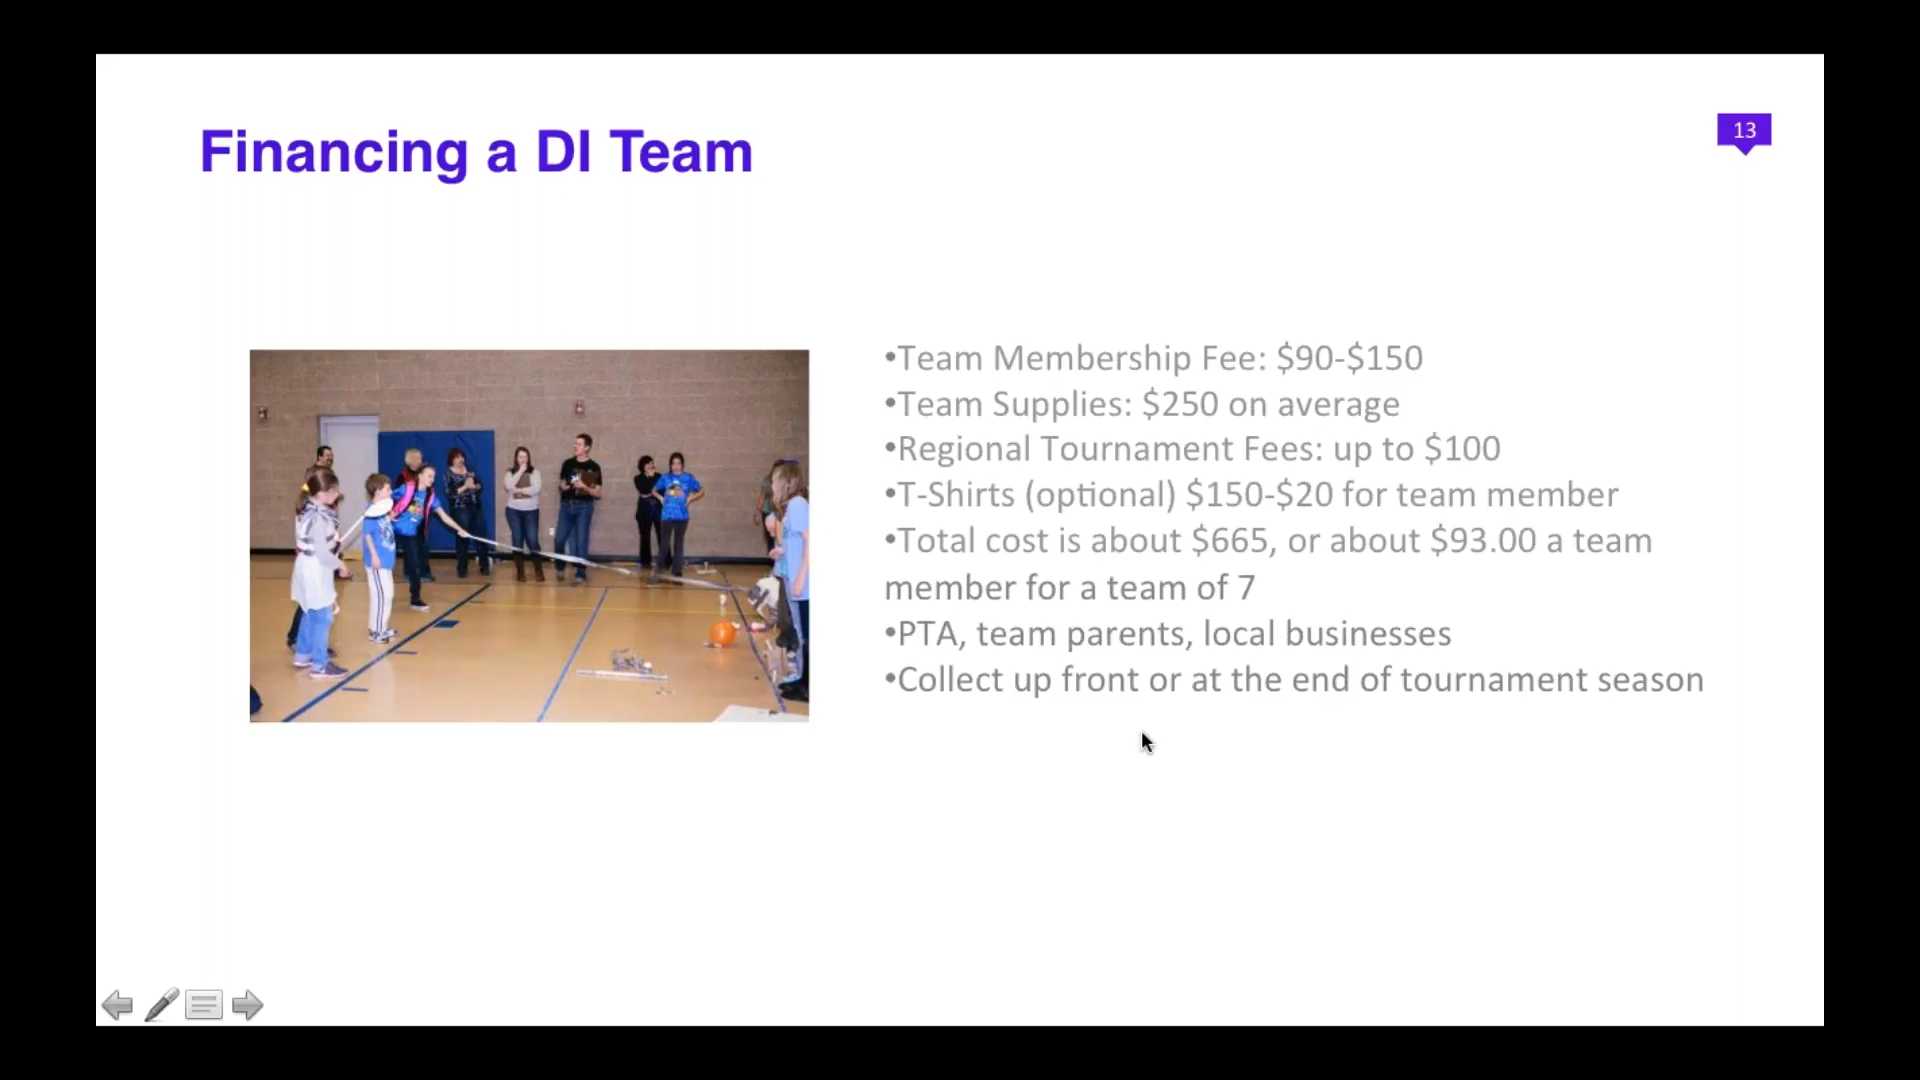 Financing a DI Team
13
•Team Membership Fee: $90-$150
•Team Supplies: $250 on average
•Regional Tournament Fees: up to $100
•T-Shirts (optional) $150-$20 for team member
•Total cost is about $665, or about $93.00 a team
member for a team of 7
•PTA, team parents, local businesses
•Collect up front or at the end of tournament season